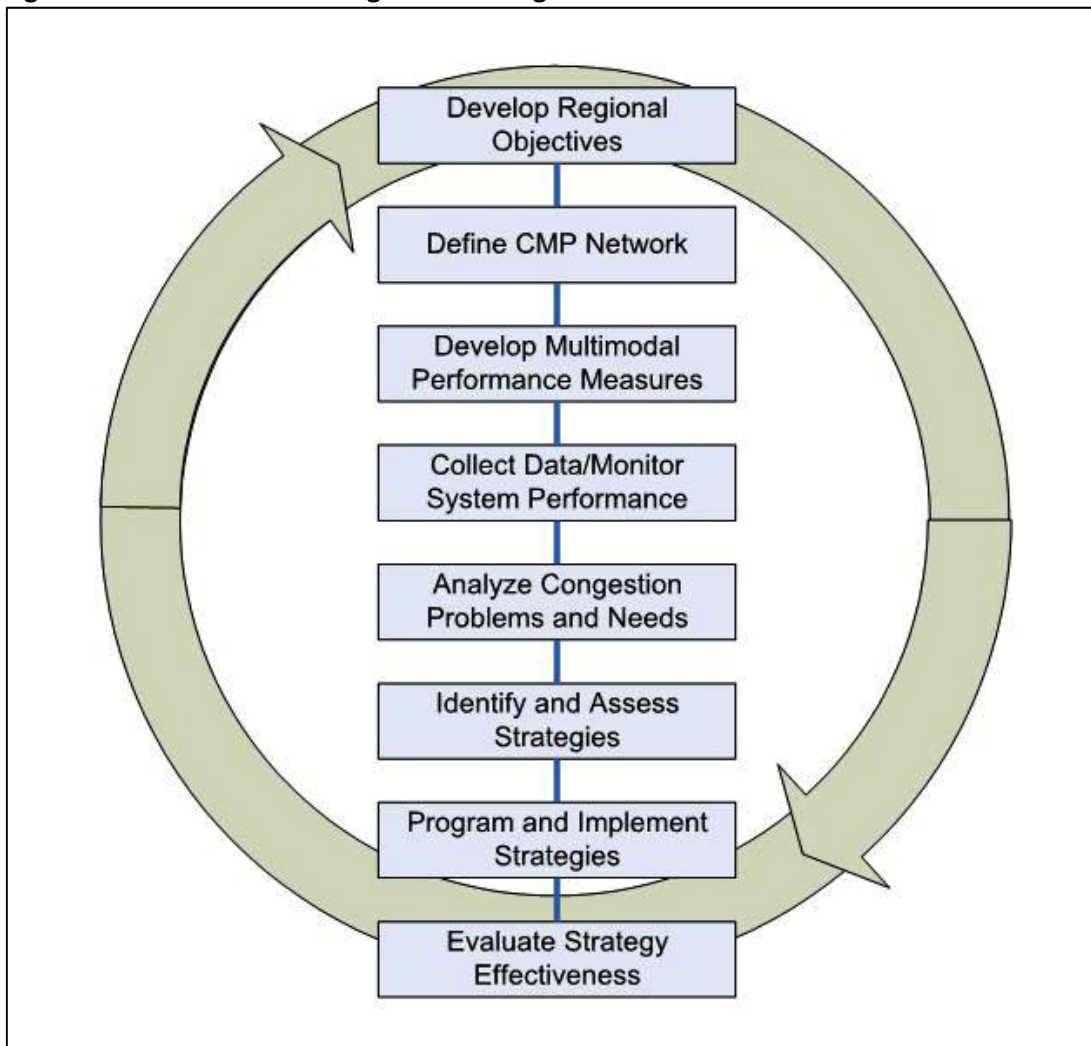 Develop Regional
Objectives
Define CMP Network
Develop Multimodal
Performance Measures
Collect Data/Monitor
System Performance
Analyze Congestion
Problems and Needs
Identify and Assess
Strategies
Program and Implement
Strategies
Evaluate Strategy
Effectiveness